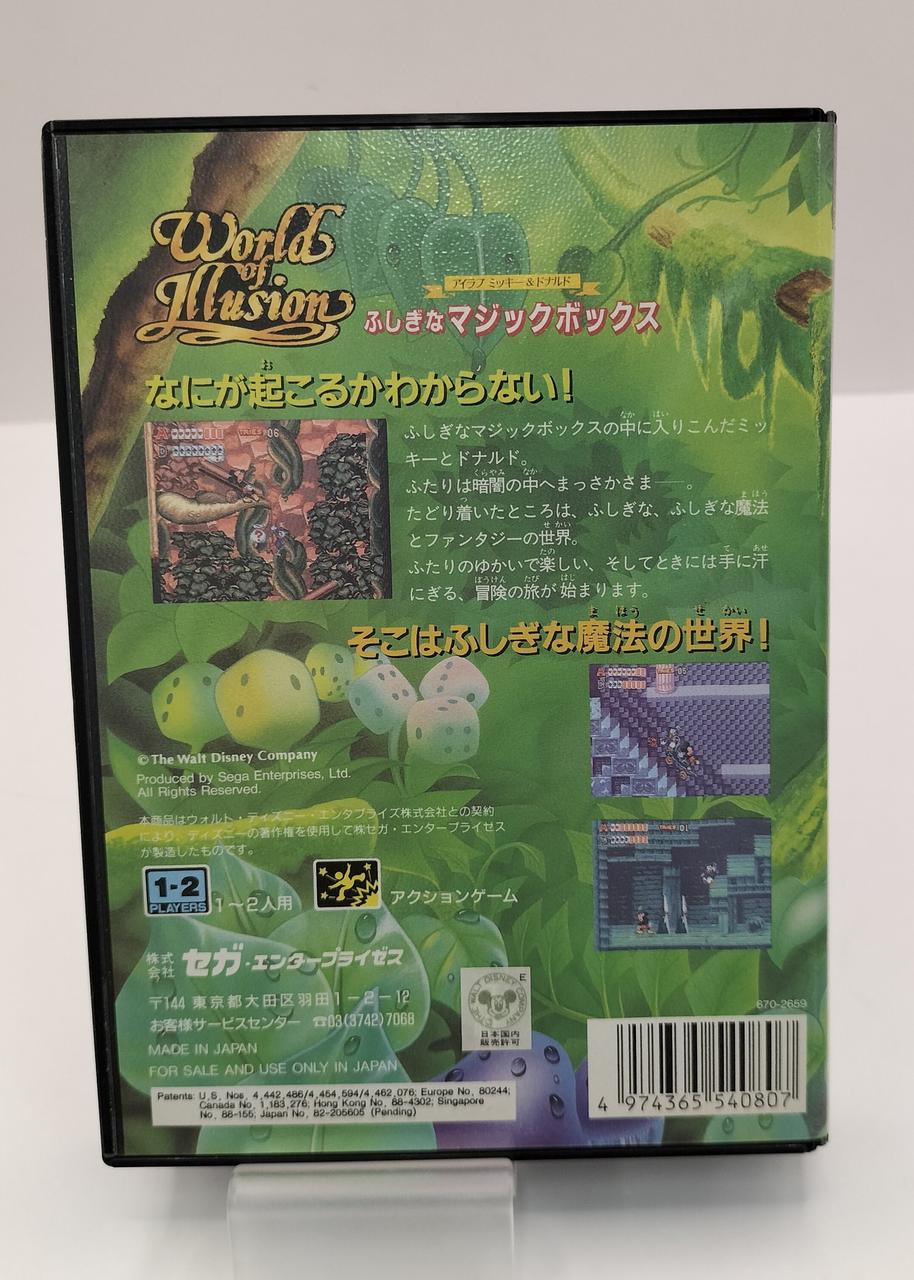 World
of
Illusion
アイラブ ミッキー&ドナルド
ふしぎなマジックボックス
なにが起こるかわからない!
ふしぎなマジックボックスの中に入りこんだミッ
キーとドナルド。
ふたりは暗闇の中へまっさかさま──。
たどり着いたところは、ふしぎな、ふしぎな魔法
とファンタジーの世界。
ふたりのゆかいで楽しい、そしてときには手に汗
にぎる、冒険の旅が始まります。
そこはふしぎな魔法の世界!
© The Walt Disney Company
Produced by Sega Enterprises, Ltd.
All Rights Reserved.
本商品はウォルト・ディズニー・エンタプライズ株式会社との契約
により、ディズニーの著作権を使用して㈱セガ・エンタープライゼス
が製造したものです。
1-2
PLAYERS
1〜2人用
アクションゲーム
株式会社 セガ・エンタープライゼス
〒144 東京都大田区羽田1-2-12
お客様サービスセンター ☎03(3742)7068
MADE IN JAPAN
FOR SALE AND USE ONLY IN JAPAN
E
© THE WALT DISNEY COMPANY
日本国内
販売許可
670-2659
4 974365 540807
Patents: U.S. Nos. 4,442,486/4,454,594/4,462,076; Europe No. 80244;
Canada No. 1,183,276; Hong Kong No. 88-4302; Singapore
No. 88-155; Japan No. 82-205605 (Pending)